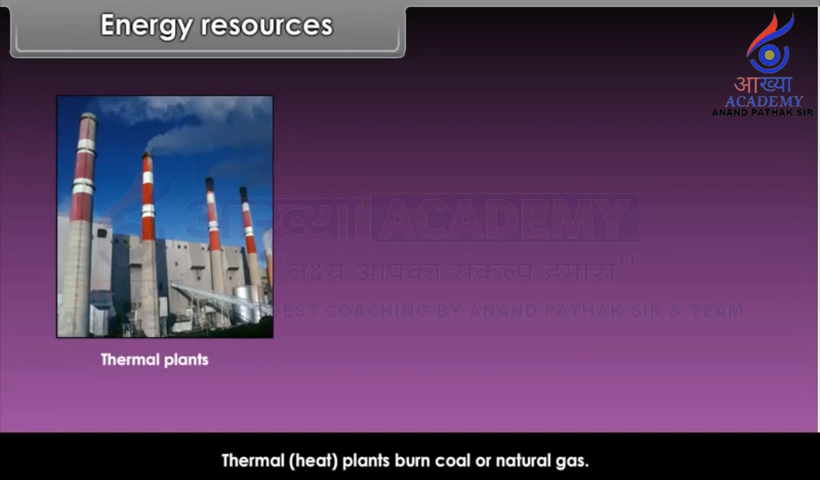 Energy resources
आख्या
ACADEMY
ANAND PATHAK SIR
आख्या ACADEMY
"लक्ष्य आपका संकल्प हमारा"
BEST COACHING BY ANAND PATHAK SIR & TEAM
Thermal plants
Thermal (heat) plants burn coal or natural gas.